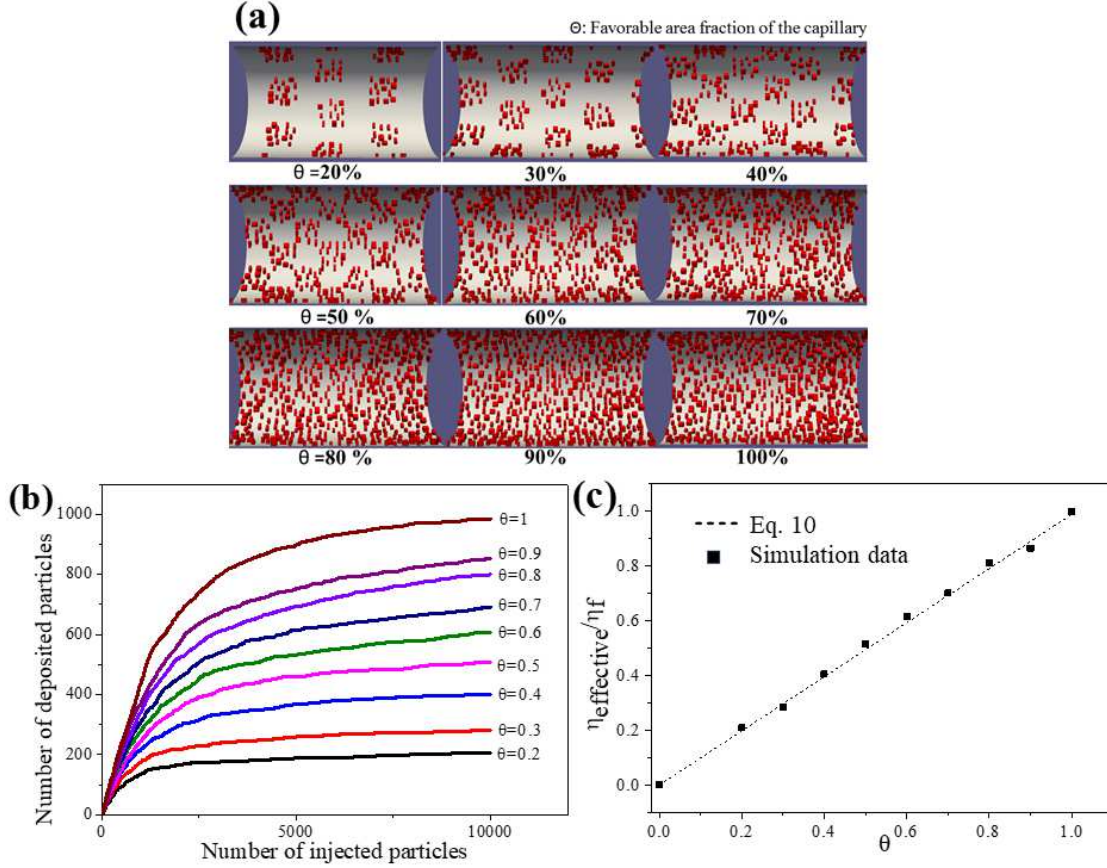 (a)
Θ: Favorable area fraction of the capillary
θ =20% 30% 40%
θ =50 % 60% 70%
θ =80 % 90% 100%
(b)
Number of deposited particles
1000
800
600
400
200
0
θ=1
θ=0.9
θ=0.8
θ=0.7
θ=0.6
θ=0.5
θ=0.4
θ=0.3
θ=0.2
0 5000 10000
Number of injected particles
(c)
ηeffective/ηf
1.0
0.8
0.6
0.4
0.2
0.0
Eq. 10
Simulation data
0.0 0.2 0.4 0.6 0.8 1.0
θ